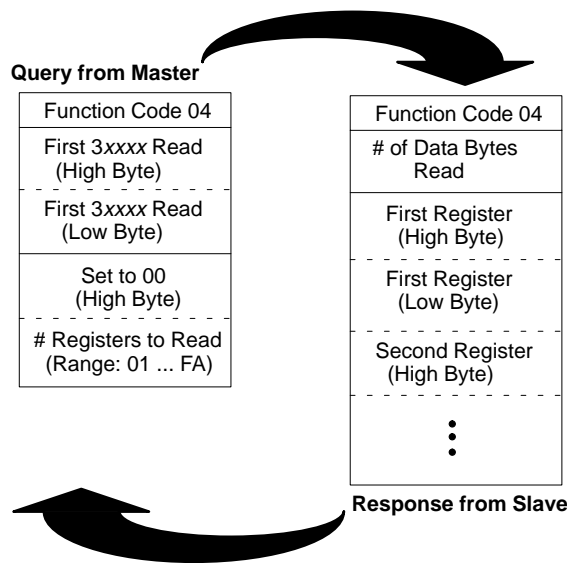 Query from Master
Function Code 04
First 3xxxx Read
(High Byte)
First 3xxxx Read
(Low Byte)
Set to 00
(High Byte)
# Registers to Read
(Range: 01 ... FA)
Function Code 04
# of Data Bytes
Read
First Register
(High Byte)
First Register
(Low Byte)
Second Register
(High Byte)
Response from Slave